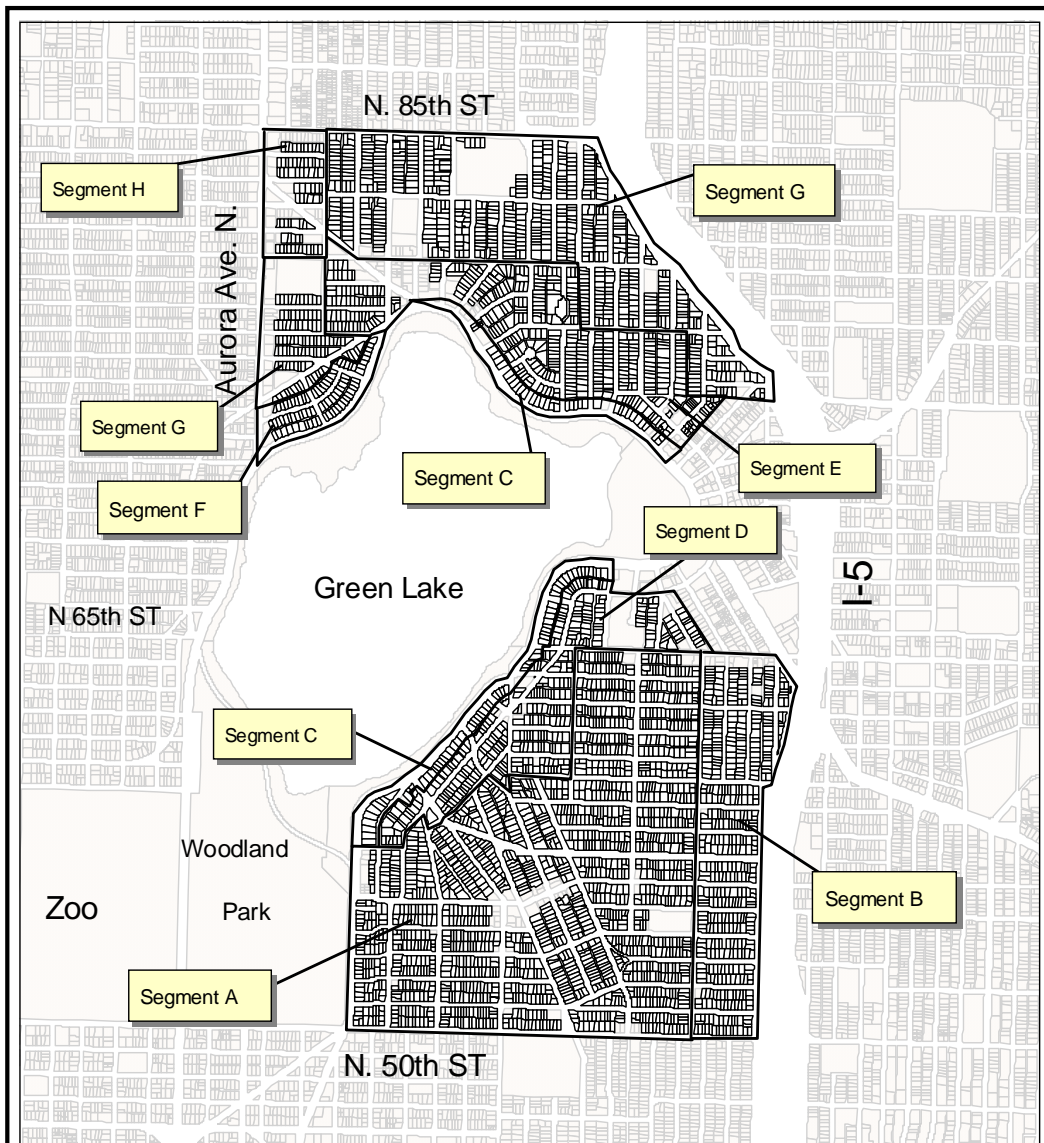 N. 85th ST
Segment H
Segment G
Aurora Ave. N.
Segment G
Segment C
Segment E
Segment F
Segment D
Green Lake
I-5
N 65th ST
Segment C
Woodland
Park
Zoo
Segment B
Segment A
N. 50th ST